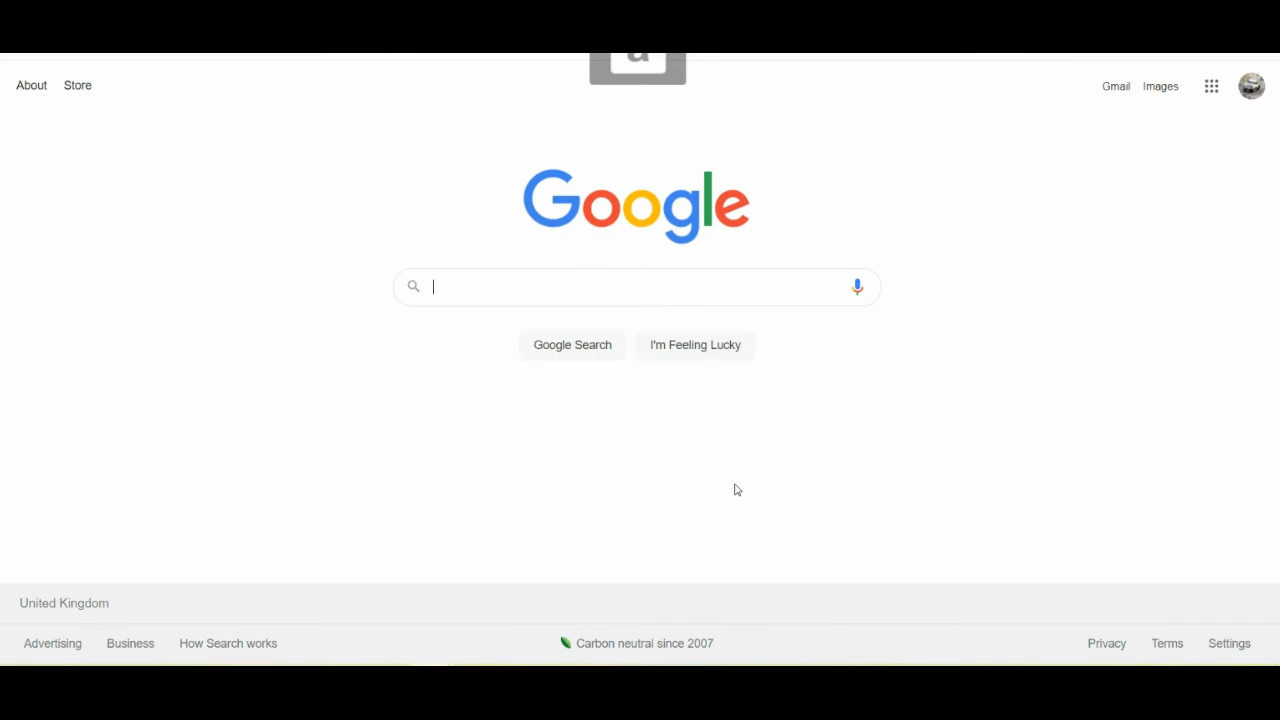 About Store
Gmail Images
Google
Google Search I'm Feeling Lucky
United Kingdom
Advertising Business How Search works
Carbon neutral since 2007
Privacy Terms Settings